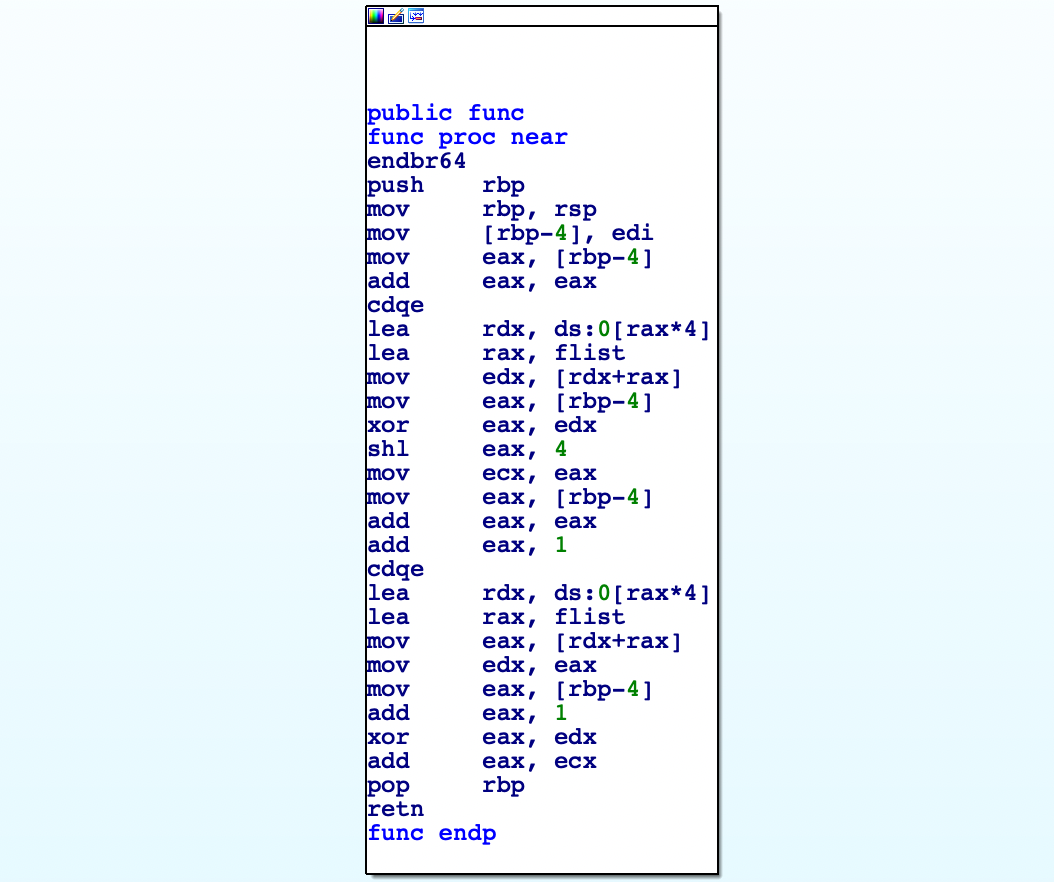 public func
func proc near
endbr64
push    rbp
mov     rbp, rsp
mov     [rbp-4], edi
mov     eax, [rbp-4]
add     eax, eax
cdqe
lea     rdx, ds:0[rax*4]
lea     rax, flist
mov     edx, [rdx+rax]
mov     eax, [rbp-4]
xor     eax, edx
shl     eax, 4
mov     ecx, eax
mov     eax, [rbp-4]
add     eax, eax
add     eax, 1
cdqe
lea     rdx, ds:0[rax*4]
lea     rax, flist
mov     eax, [rdx+rax]
mov     edx, eax
mov     eax, [rbp-4]
add     eax, 1
xor     eax, edx
add     eax, ecx
pop     rbp
retn
func endp